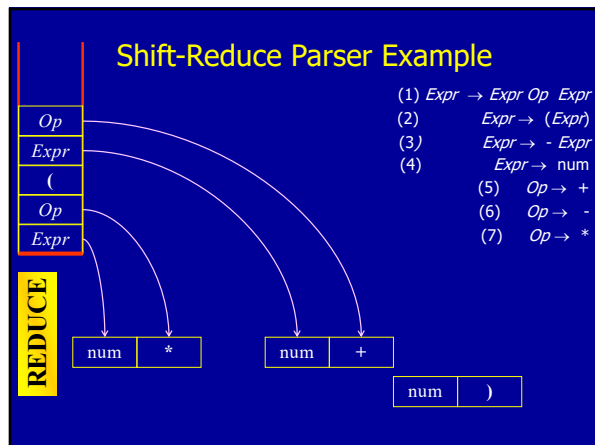 Shift-Reduce Parser Example
(1) Expr → Expr Op Expr
(2) Expr → (Expr)
(3) Expr → - Expr
(4) Expr → num
(5) Op → +
(6) Op → -
(7) Op → *
Op
Expr
(
Op
Expr
REDUCE
num * num +
num )